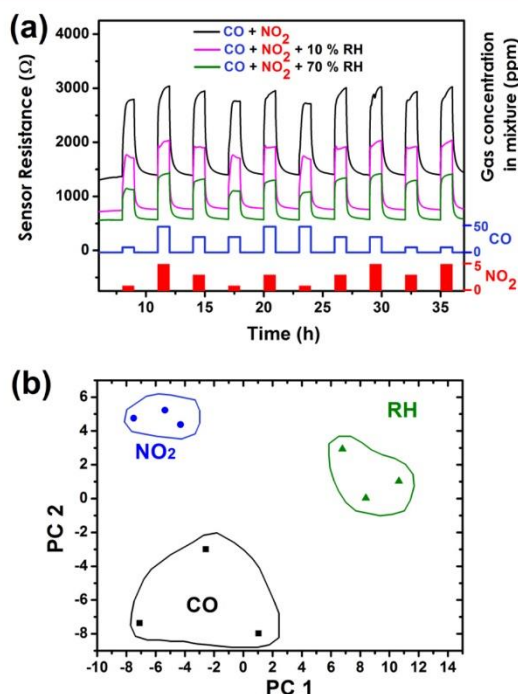 (a)
CO + NO2
CO + NO2 + 10 % RH
CO + NO2 + 70 % RH
4000
3000
2000
1000
0
Sensor Resistance (Ω)
Gas concentration
in mixture (ppm)
50
0
CO
5
0
NO2
10 15 20 25 30 35
Time (h)
(b)
6
4
2
0
-2
-4
-6
-8
PC 2
NO2
RH
CO
-10 -8 -6 -4 -2 0 2 4 6 8 10 12 14
PC 1